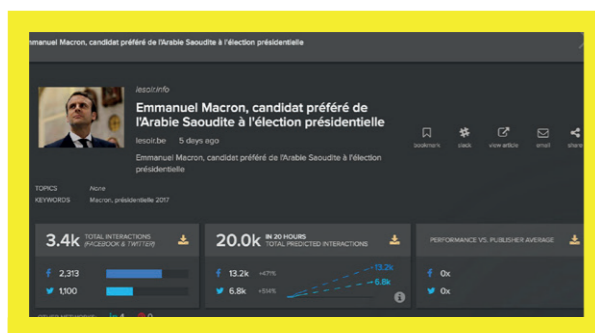 mmanuel Macron, candidat préféré de l'Arabie Saoudite à l'élection présidentielle
lesoir.info
Emmanuel Macron, candidat préféré de
l'Arabie Saoudite à l'élection présidentielle
lesoir.be 5 days ago
Emmanuel Macron, candidat préféré de l'Arabie Saoudite à l'élection
présidentielle
bookmark slack view article email share
TOPICS None
KEYWORDS Macron, présidentielle 2017
3.4k TOTAL INTERACTIONS
(FACEBOOK & TWITTER)
20.0k IN 20 HOURS
TOTAL PREDICTED INTERACTIONS
PERFORMANCE VS. PUBLISHER AVERAGE
2,313
1,100
13.2k +471%
6.8k +514%
13.2k
6.8k
0x
0x
4 0